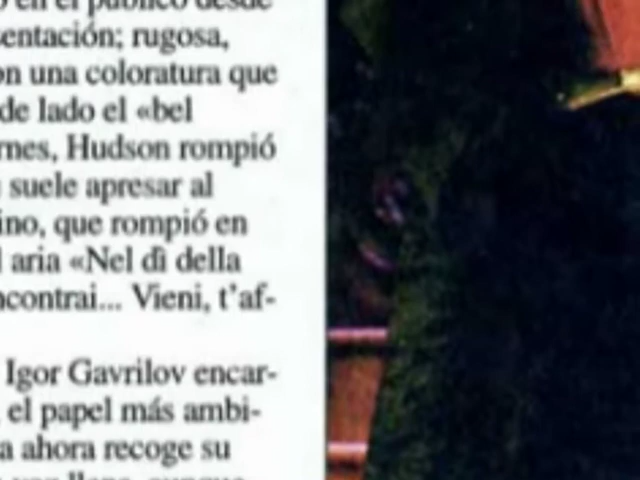 en el público desde
entación; rugosa,
on una coloratura que
de lado el «bel
rnes, Hudson rompió
suele apresar al
ino, que rompió en
aria «Nel dì della
ncontrai... Vieni, t'af-
Igor Gavrilov encar-
el papel más ambi-
a ahora recoge su